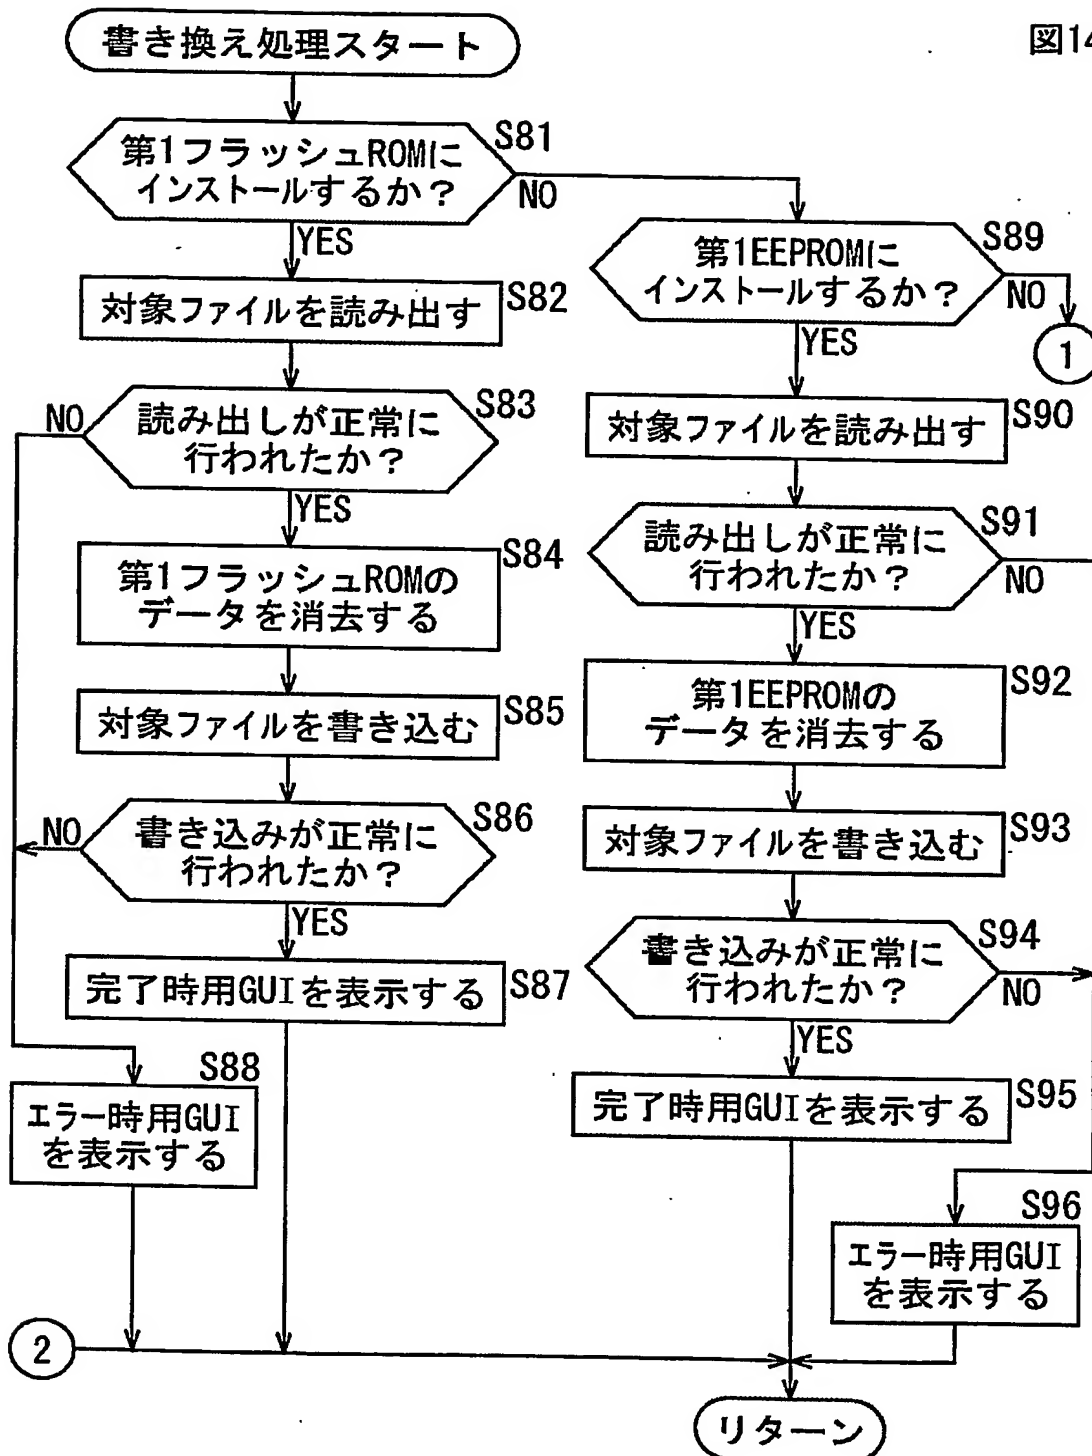 図14
書き換え処理スタート
S81
第1フラッシュROMに
インストールするか？
NO
YES
S82
対象ファイルを読み出す
S83
読み出しが正常に
行われたか？
NO
YES
S84
第1フラッシュROMの
データを消去する
S85
対象ファイルを書き込む
S86
書き込みが正常に
行われたか？
NO
YES
S87
完了時用GUIを表示する
S88
エラー時用GUI
を表示する
2
S89
第1EEPROMに
インストールするか？
NO
1
YES
S90
対象ファイルを読み出す
S91
読み出しが正常に
行われたか？
NO
YES
S92
第1EEPROMの
データを消去する
S93
対象ファイルを書き込む
S94
書き込みが正常に
行われたか？
NO
YES
S95
完了時用GUIを表示する
S96
エラー時用GUI
を表示する
リターン